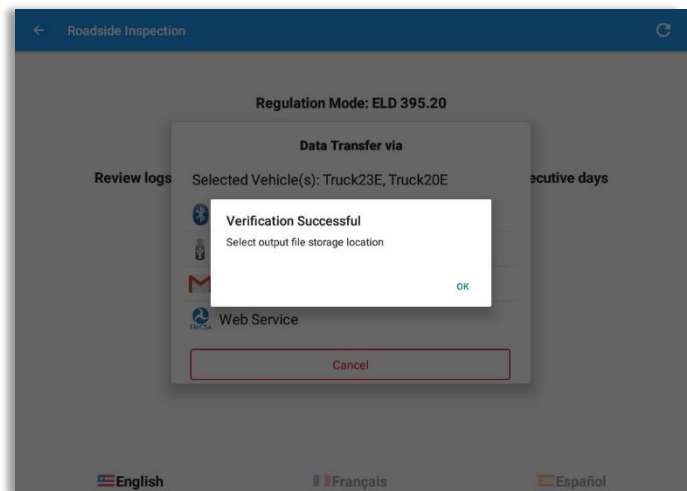 Roadside Inspection
Regulation Mode: ELD 395.20
Data Transfer via
Review logs
ecutive days
Selected Vehicle(s): Truck23E, Truck20E
Verification Successful
Select output file storage location
OK
FMCSA
Web Service
Cancel
English
Français
Español